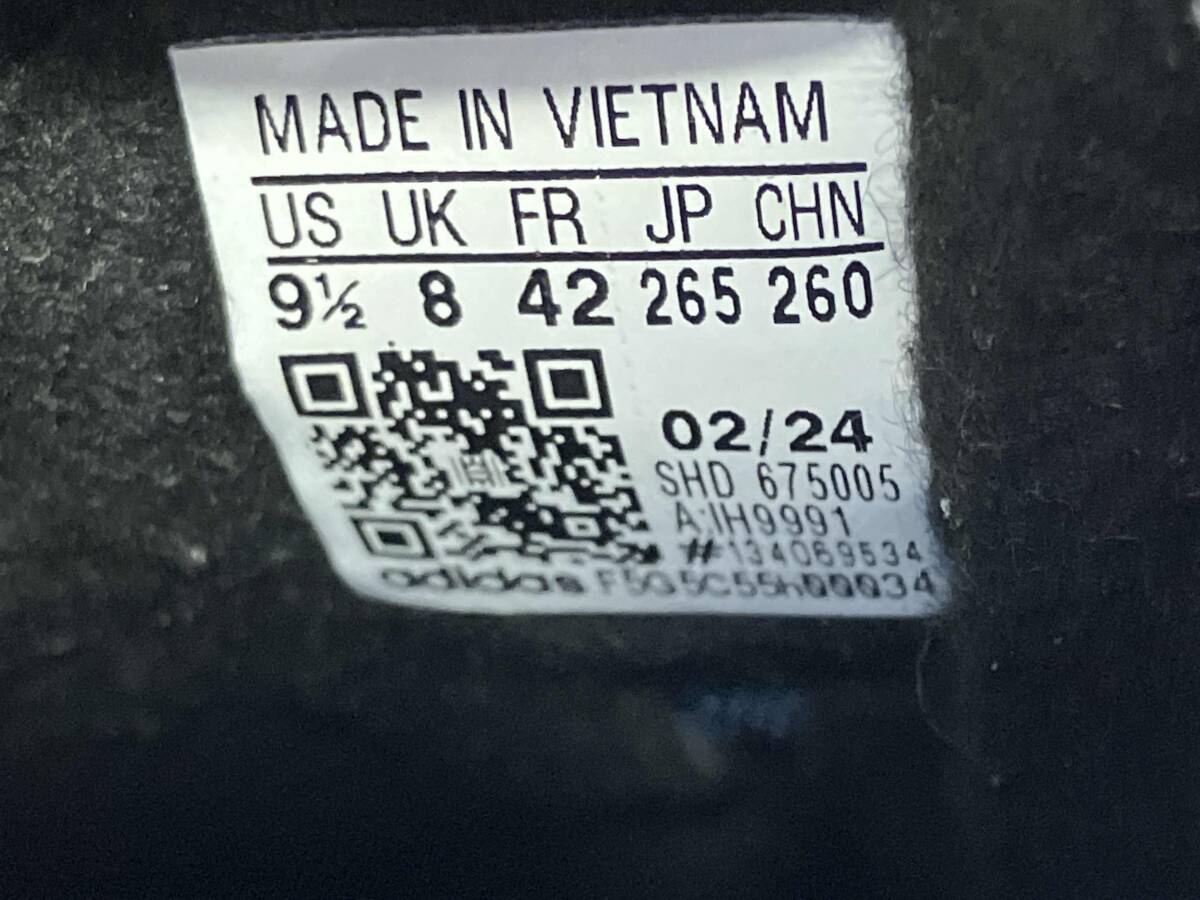 MADE IN VIETNAM
US UK FR JP CHN
9½ 8 42 265 260
02/24
SHD 675005
A:IH9991
#134069534
adidas F5G5C55h00034